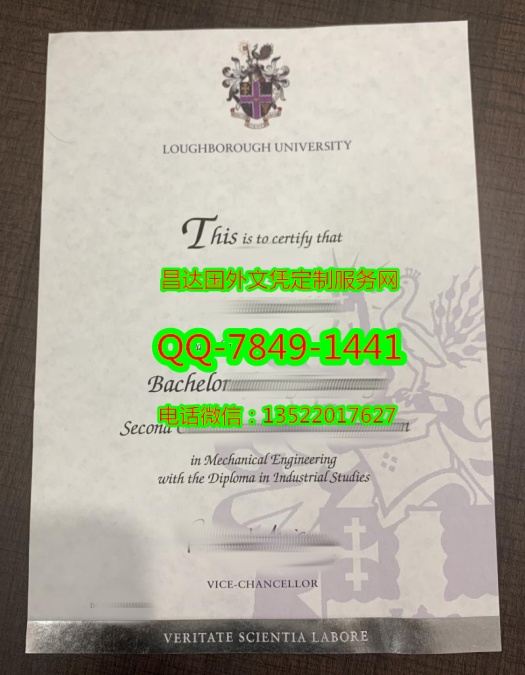 LOUGHBOROUGH UNIVERSITY
This is to certify that
昌达国外文凭定制服务网
QQ-7849-1441
Bachelor
电话微信：13522017627
Second
in Mechanical Engineering
with the Diploma in Industrial Studies
VICE-CHANCELLOR
VERITATE SCIENTIA LABORE